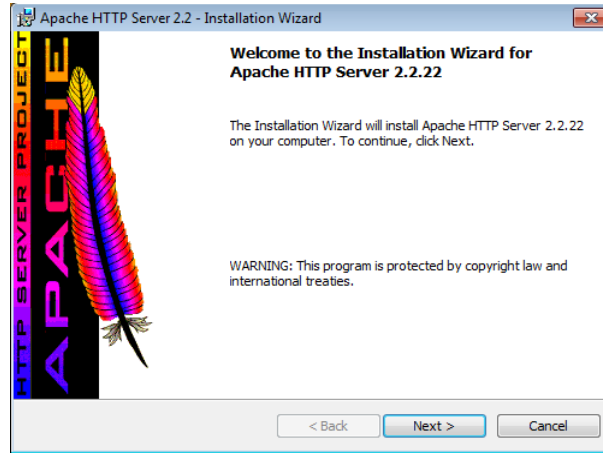 Apache HTTP Server 2.2 - Installation Wizard
HTTP SERVER PROJECT
APACHE
Welcome to the Installation Wizard for
Apache HTTP Server 2.2.22
The Installation Wizard will install Apache HTTP Server 2.2.22
on your computer. To continue, click Next.
WARNING: This program is protected by copyright law and
international treaties.
< Back
Next >
Cancel